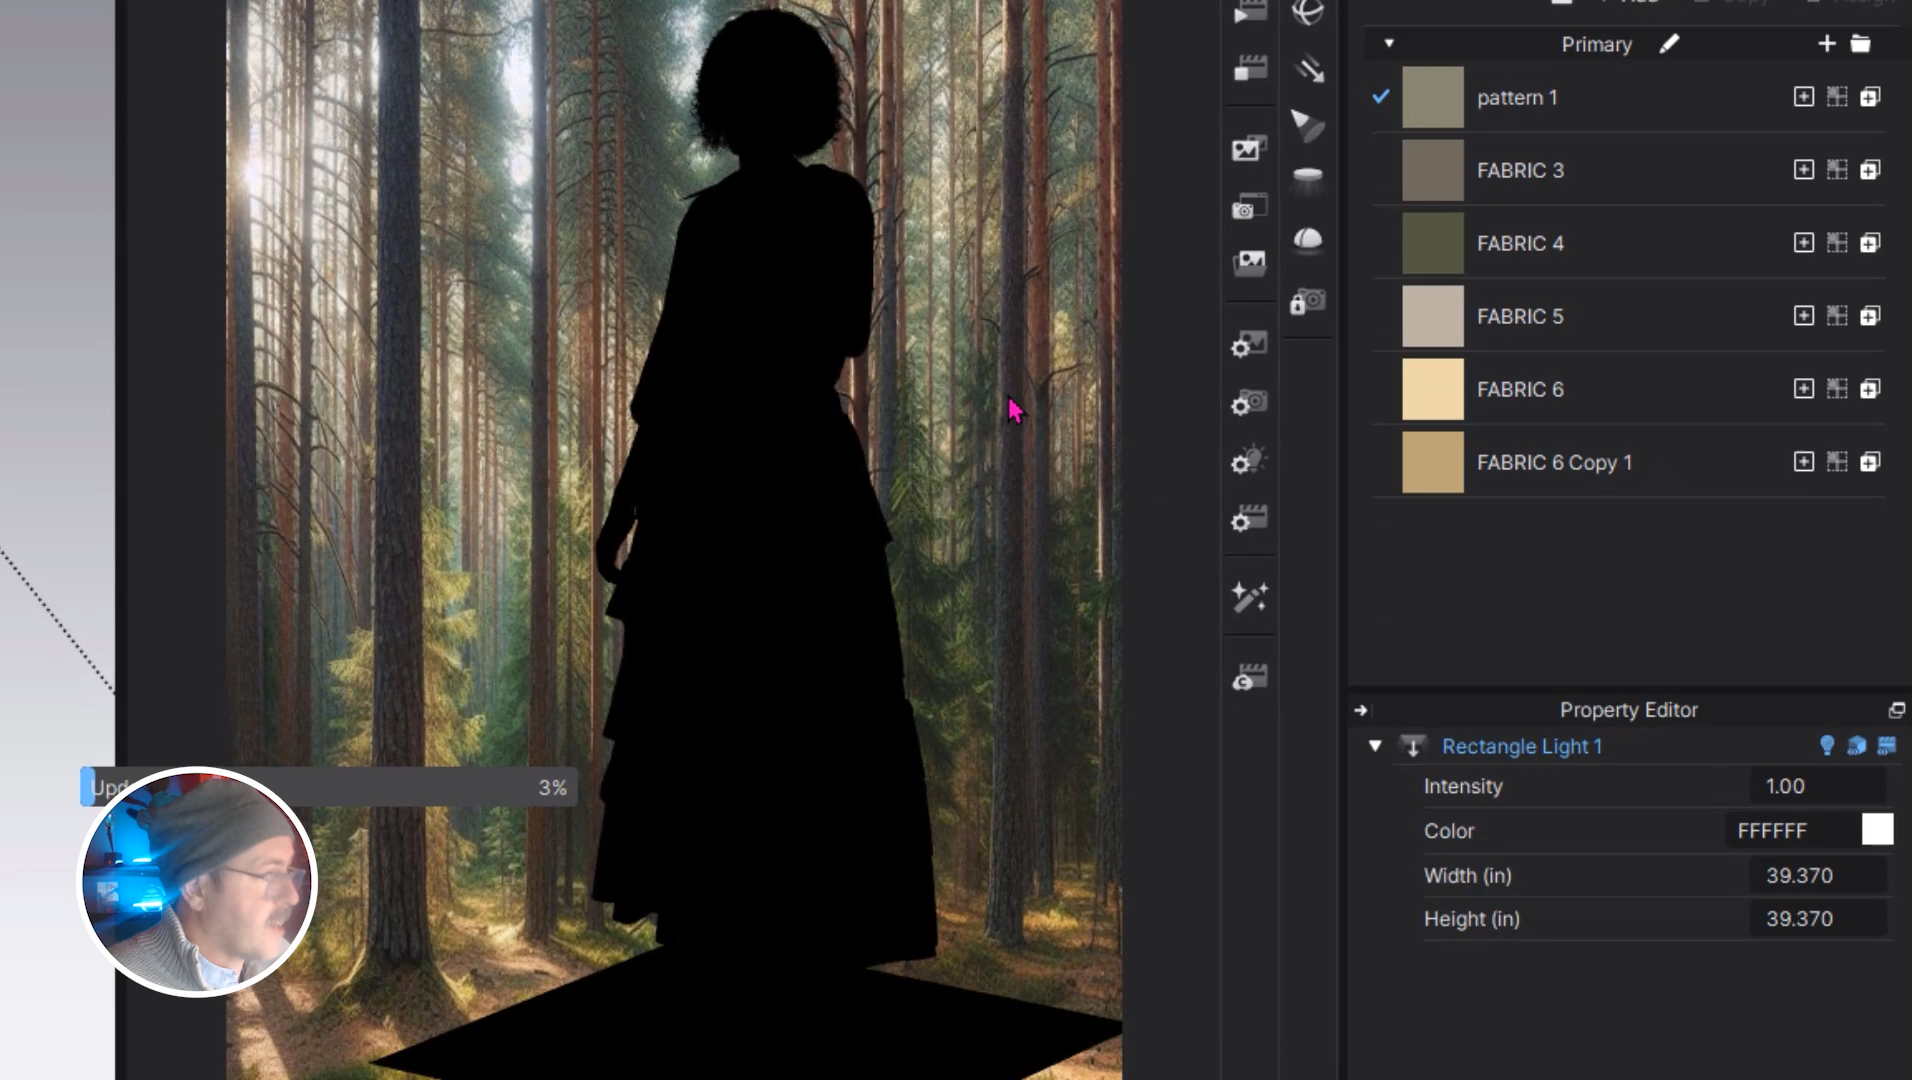 Primary
pattern 1
FABRIC 3
FABRIC 4
FABRIC 5
FABRIC 6
FABRIC 6 Copy 1
Property Editor
Rectangle Light 1
Intensity 1.00
Color FFFFFF
Width (in) 39.370
Height (in) 39.370
Upd 3%